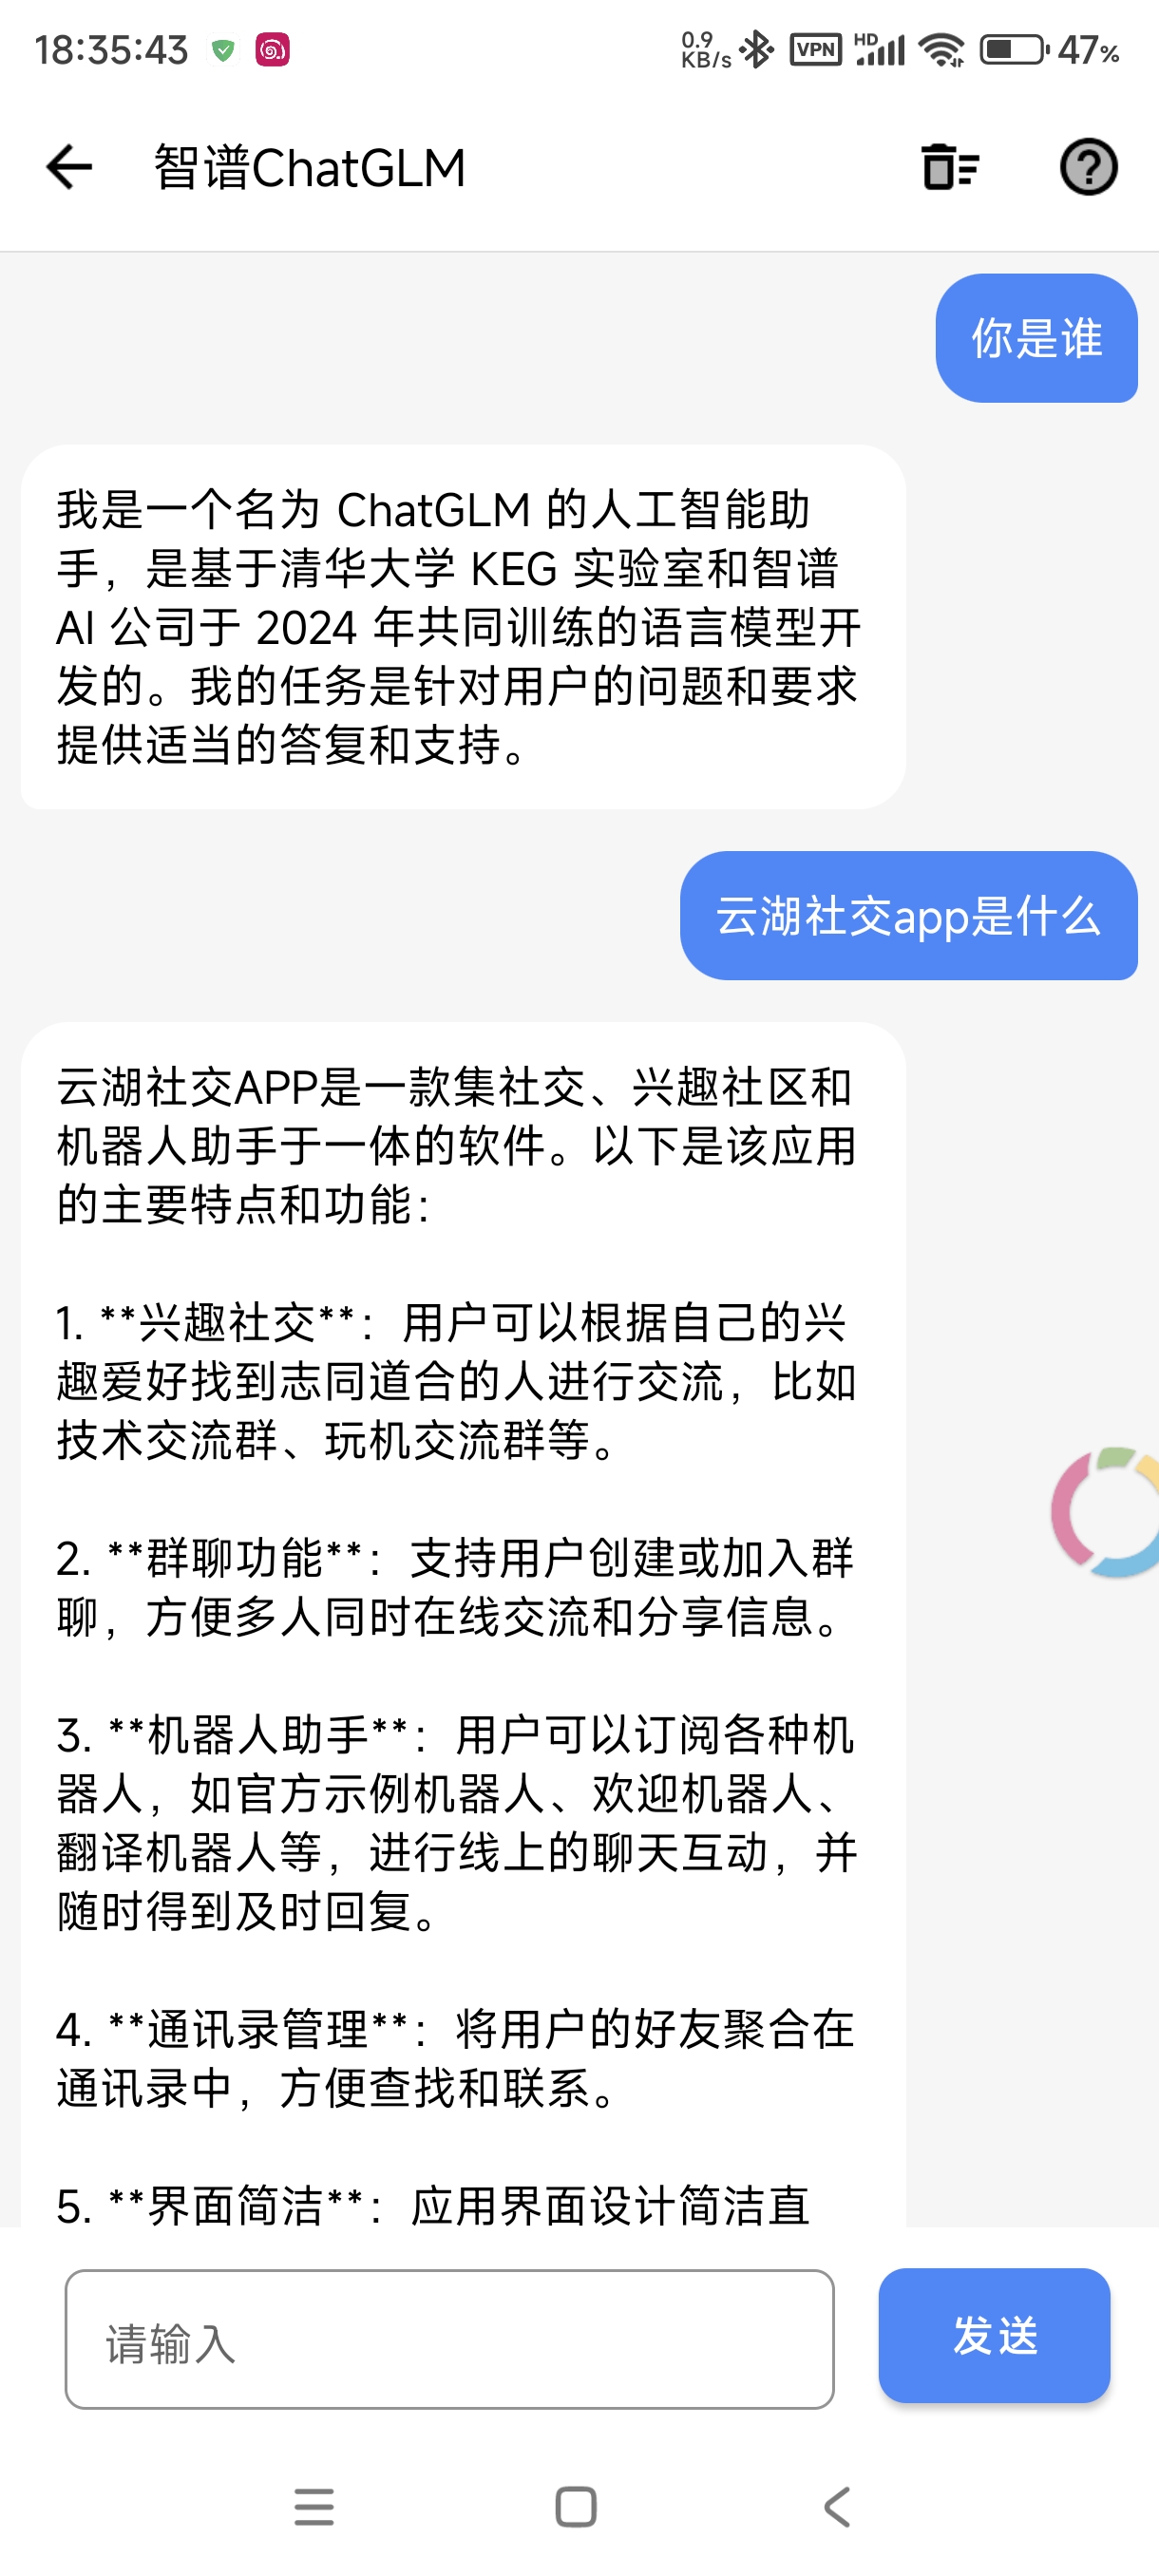 18:35:43
0.9 KB/s VPN HD 47%
智谱ChatGLM
你是谁
我是一个名为 ChatGLM 的人工智能助
手，是基于清华大学 KEG 实验室和智谱
AI 公司于 2024 年共同训练的语言模型开
发的。我的任务是针对用户的问题和要求
提供适当的答复和支持。
云湖社交app是什么
云湖社交APP是一款集社交、兴趣社区和
机器人助手于一体的软件。以下是该应用
的主要特点和功能：
1. **兴趣社交**：用户可以根据自己的兴
趣爱好找到志同道合的人进行交流，比如
技术交流群、玩机交流群等。
2. **群聊功能**：支持用户创建或加入群
聊，方便多人同时在线交流和分享信息。
3. **机器人助手**：用户可以订阅各种机
器人，如官方示例机器人、欢迎机器人、
翻译机器人等，进行线上的聊天互动，并
随时得到及时回复。
4. **通讯录管理**：将用户的好友聚合在
通讯录中，方便查找和联系。
5. **界面简洁**：应用界面设计简洁直
请输入
发送